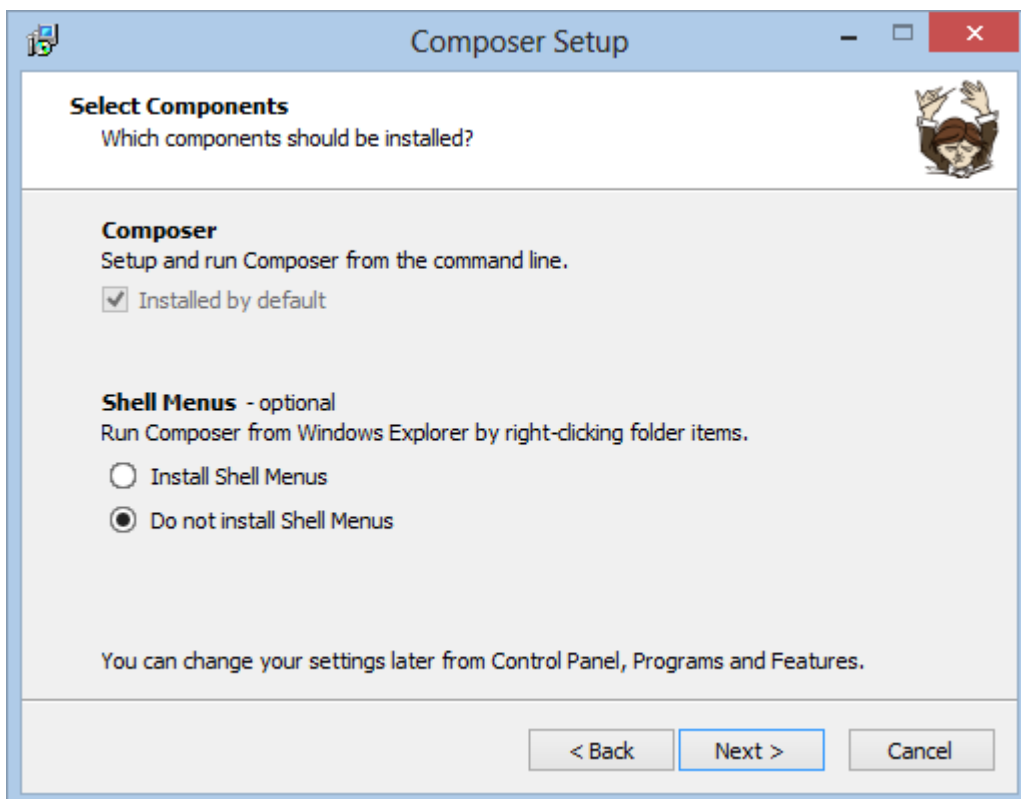 Composer Setup
Select Components
Which components should be installed?
Composer
Setup and run Composer from the command line.
Installed by default
Shell Menus - optional
Run Composer from Windows Explorer by right-clicking folder items.
Install Shell Menus
Do not install Shell Menus
You can change your settings later from Control Panel, Programs and Features.
< Back Next > Cancel